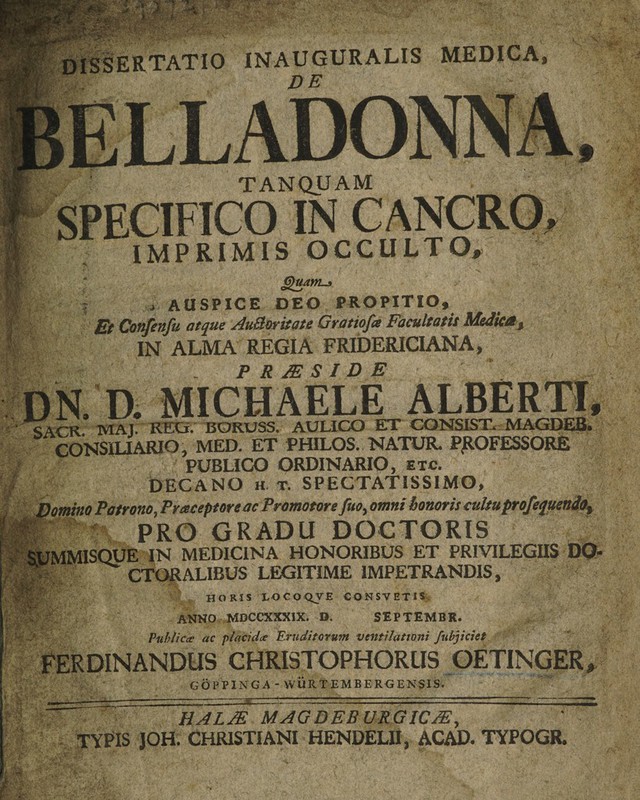 DISSERTATIO INAUGURALIS MEDICA,
DE
BELLADONNA,
TANQUAM
SPECIFICO IN CANCRO,
IMPRIMIS OCCULTO,
Quam,
AUSPICE DEO PROPITIO,
Et Conſenſu atque Auctoritate Gratioſæ Facultatis Medicæ,
IN ALMA REGIA FRIDERICIANA,
PRÆSIDE
DN. D. MICHAELE ALBERTI,
SACR. MAJ. REG. BORUSS. AULICO ET CONSIST. MAGDEB.
CONSILIARIO, MED. ET PHILOS. NATUR. PROFESSORE
PUBLICO ORDINARIO, ETC.
DECANO H. T. SPECTATISSIMO,
Domino Patrono, Præceptore ac Promotore ſuo, omni honoris cultu proſequendo,
PRO GRADU DOCTORIS
SUMMISQUE IN MEDICINA HONORIBUS ET PRIVILEGIIS DO-
CTORALIBUS LEGITIME IMPETRANDIS,
HORIS LOCOQVE CONSVETIS
ANNO MDCCXXXIX. D. SEPTEMBR.
Publicæ ac placidæ Eruditorum ventilationi ſubjiciet
FERDINANDUS CHRISTOPHORUS OETINGER,
GÖPPINGA-WÜRTEMBERGENSIS.
HALÆ MAGDEBURGICÆ,
TYPIS JOH. CHRISTIANI HENDELII, ACAD. TYPOGR.